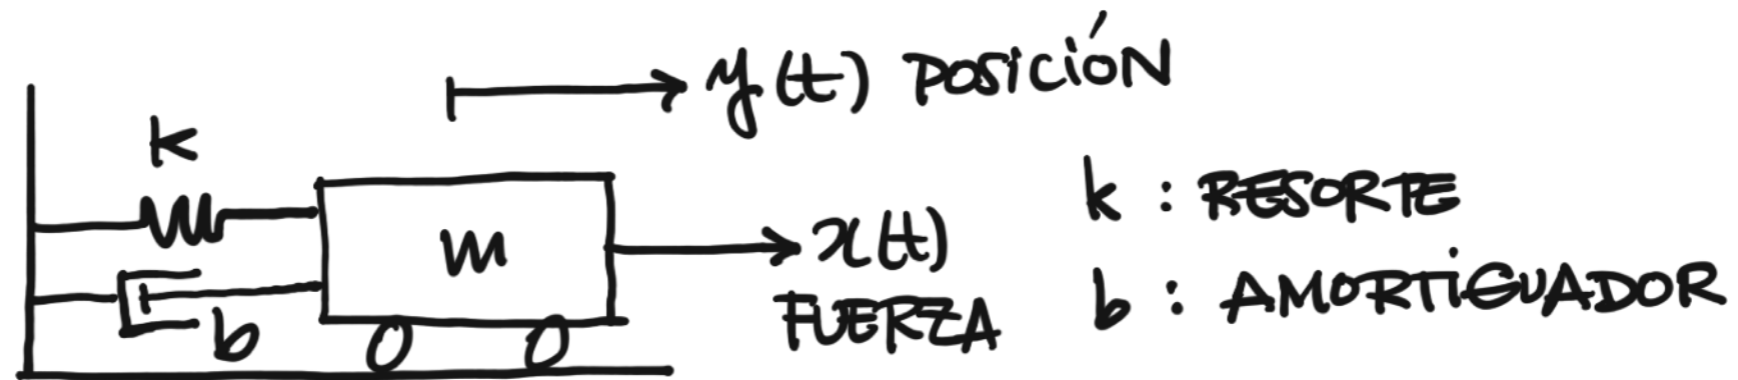 y(t) POSICIÓN
k
k : RESORTE
m
x(t)
FUERZA
b : AMORTIGUADOR
b